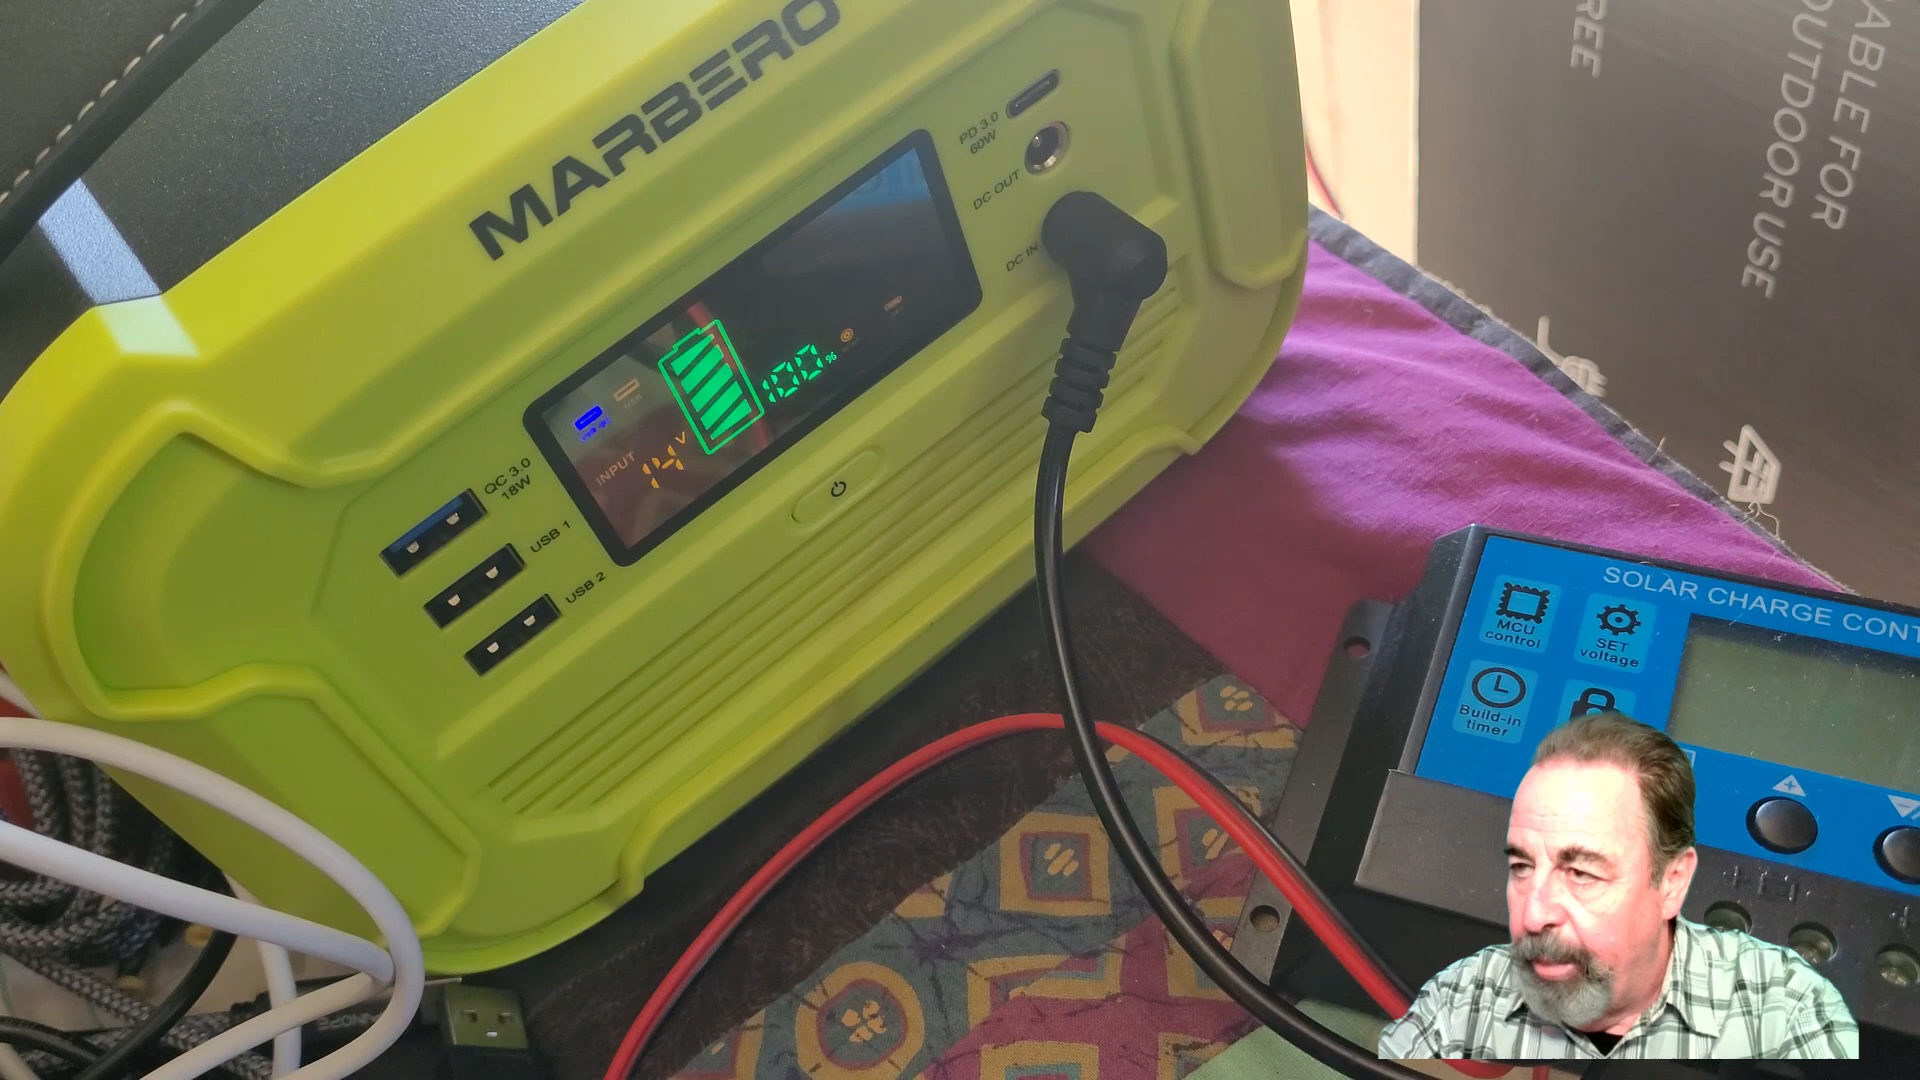 MARBERO
PD 3.0
60W
DC OUT
DC IN
100%
USB
INPUT
14V
QC 3.0
18W
USB 1
USB 2
REE
ABLE FOR
OUTDOOR USE
SOLAR CHARGE CONT
MCU
control
SET
voltage
Build-in
timer